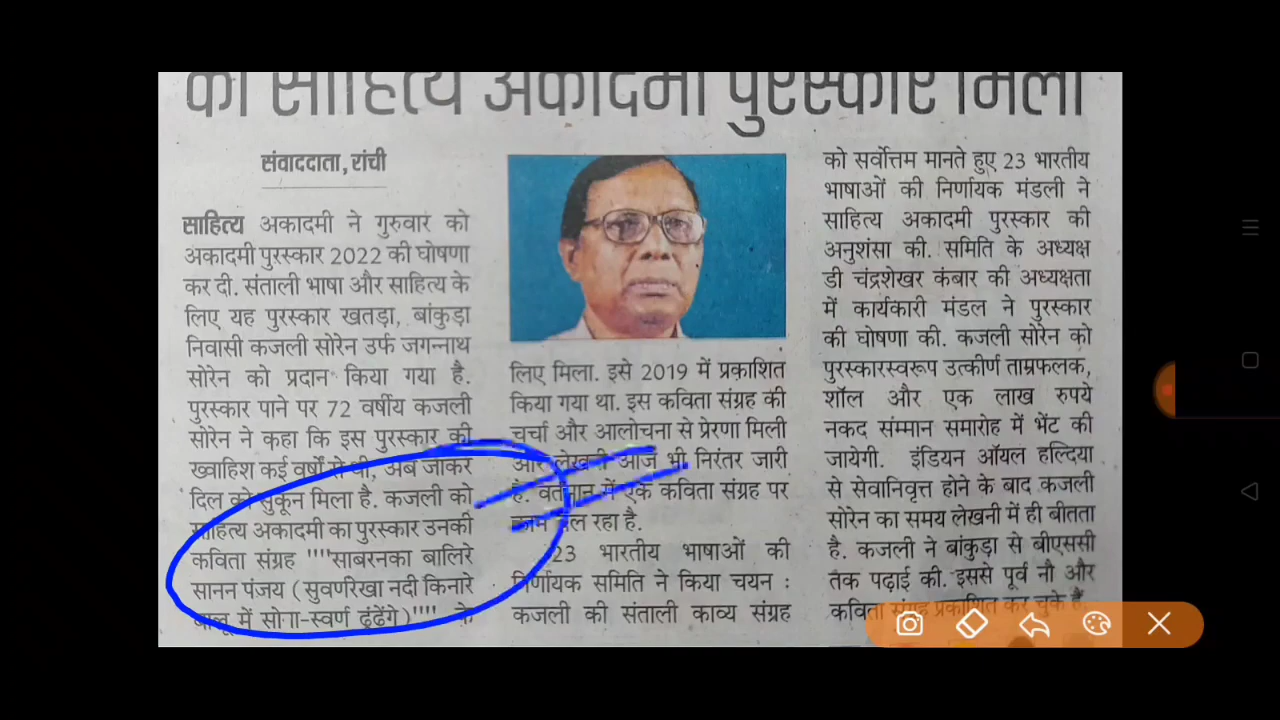 का साहित्य अकादमी पुरस्कार मिला
संवाददाता, रांची
साहित्य अकादमी ने गुरुवार को
अकादमी पुरस्कार 2022 की घोषणा
कर दी. संताली भाषा और साहित्य के
लिए यह पुरस्कार खतड़ा, बांकुड़ा
निवासी कजली सोरेन उर्फ जगन्नाथ
सोरेन को प्रदान किया गया है.
पुरस्कार पाने पर 72 वर्षीय कजली
सोरेन ने कहा कि इस पुरस्कार की
ख्वाहिश कई वर्षों से थी, अब जाकर
दिल को सुकून मिला है. कजली को
साहित्य अकादमी का पुरस्कार उनकी
कविता संग्रह ''''साबरनका बालिरे
सानन पंजय (सुवर्णरेखा नदी किनारे
बालू में सोना-स्वर्ण ढूंढेंगे)'''' के
लिए मिला. इसे 2019 में प्रकाशित
किया गया था. इस कविता संग्रह की
चर्चा और आलोचना से प्रेरणा मिली
और लेखनी आज भी निरंतर जारी
है. वर्तमान में एक कविता संग्रह पर
काम चल रहा है.
23 भारतीय भाषाओं की
निर्णायक समिति ने किया चयन :
कजली की संताली काव्य संग्रह
को सर्वोत्तम मानते हुए 23 भारतीय
भाषाओं की निर्णायक मंडली ने
साहित्य अकादमी पुरस्कार की
अनुशंसा की. समिति के अध्यक्ष
डी चंद्रशेखर कंबार की अध्यक्षता
में कार्यकारी मंडल ने पुरस्कार
की घोषणा की. कजली सोरेन को
पुरस्कारस्वरूप उत्कीर्ण ताम्रफलक,
शॉल और एक लाख रुपये
नकद सम्मान समारोह में भेंट की
जायेगी. इंडियन ऑयल हल्दिया
से सेवानिवृत्त होने के बाद कजली
सोरेन का समय लेखनी में ही बीतता
है. कजली ने बांकुड़ा से बीएससी
तक पढ़ाई की. इससे पूर्व नौ और
कविता संग्रह प्रकाशित कर चुके हैं.